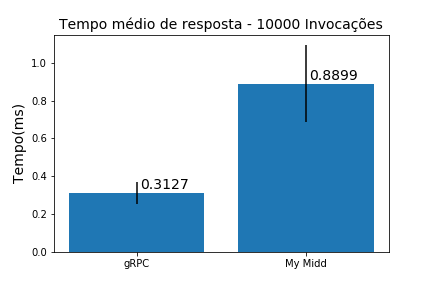 Tempo médio de resposta - 10000 Invocações
Tempo(ms)
1.0
0.8
0.6
0.4
0.2
0.0
0.3127
0.8899
gRPC
My Midd